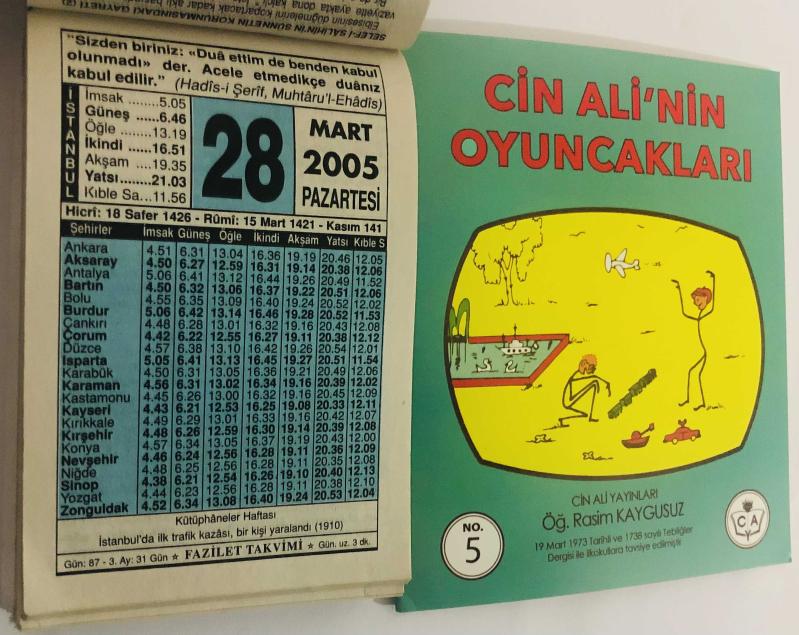 SELEF-İ SALİHİN'İN SÜNNETİN KORUNMASINDAKİ GAYRETİ (2)
Elbisesinin düğmelerini kopartacak kadar
"Sizden biriniz: «Duâ ettim de benden kabul
olunmadı» der. Acele etmedikçe duânız
kabul edilir." (Hadîs-i Şerîf, Muhtâru'l-Ehâdîs)
İSTANBUL
İmsak ........5.05
Güneş ......6.46
Öğle ........13.19
İkindi ......16.51
Akşam .....19.35
Yatsı........21.03
Kıble Sa...11.56
28
MART
2005
PAZARTESİ
Hicrî: 18 Safer 1426 - Rûmî: 15 Mart 1421 - Kasım 141
Şehirler İmsak Güneş Öğle İkindi Akşam Yatsı Kıble S
Ankara 4.51 6.31 13.04 16.36 19.19 20.46 12.05
Aksaray 4.50 6.27 12.59 16.31 19.14 20.38 12.06
Antalya 5.06 6.41 13.12 16.44 19.26 20.49 11.52
Bartın 4.50 6.32 13.06 16.37 19.22 20.51 12.06
Bolu 4.55 6.35 13.09 16.40 19.24 20.52 12.02
Burdur 5.06 6.42 13.14 16.46 19.28 20.52 11.53
Çankırı 4.48 6.28 13.01 16.32 19.16 20.43 12.08
Çorum 4.42 6.22 12.55 16.27 19.11 20.38 12.12
Düzce 4.57 6.38 13.10 16.42 19.26 20.54 12.01
Isparta 5.05 6.41 13.13 16.45 19.27 20.51 11.54
Karabük 4.50 6.31 13.05 16.36 19.21 20.49 12.06
Karaman 4.56 6.31 13.02 16.34 19.16 20.39 12.02
Kastamonu 4.45 6.26 13.00 16.32 19.16 20.45 12.09
Kayseri 4.43 6.21 12.53 16.25 19.08 20.33 12.11
Kırıkkale 4.49 6.29 13.01 16.33 19.16 20.42 12.07
Kırşehir 4.48 6.26 12.59 16.30 19.14 20.39 12.08
Konya 4.57 6.34 13.05 16.37 19.19 20.43 12.00
Nevşehir 4.46 6.24 12.56 16.28 19.11 20.36 12.09
Niğde 4.48 6.25 12.56 16.28 19.11 20.35 12.08
Sinop 4.38 6.21 12.54 16.26 19.10 20.40 12.13
Yozgat 4.44 6.23 12.56 16.28 19.11 20.38 12.10
Zonguldak 4.52 6.34 13.08 16.40 19.24 20.53 12.04
Kütüphâneler Haftası
İstanbul'da ilk trafik kazâsı, bir kişi yaralandı (1910)
Gün: 87 - 3. Ay: 31 Gün ★ FAZİLET TAKVİMİ ★ Gün. uz. 3 dk.
CİN ALİ'NİN
OYUNCAKLARI
CİN ALİ YAYINLARI
Öğ. Rasim KAYGUSUZ
19 Mart 1973 Tarihli ve 1738 sayılı Tebliğler
Dergisi ile ilkokullara tavsiye edilmiştir
NO.
5
C A